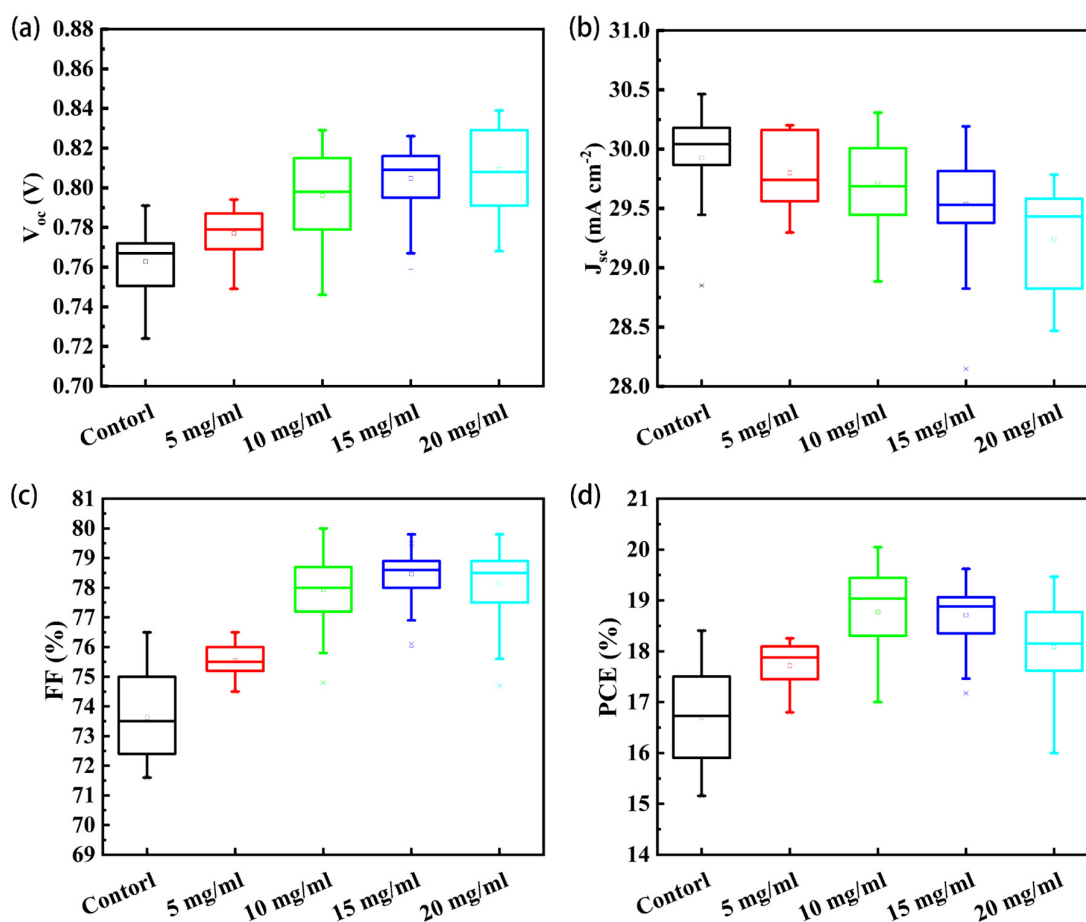 (a)
0.88
0.86
0.84
0.82
0.80
0.78
0.76
0.74
0.72
0.70
Voc (V)
Contorl
5 mg/ml
10 mg/ml
15 mg/ml
20 mg/ml
(b)
31.0
30.5
30.0
29.5
29.0
28.5
28.0
Jsc (mA cm⁻²)
Contorl
5 mg/ml
10 mg/ml
15 mg/ml
20 mg/ml
(c)
81
80
79
78
77
76
75
74
73
72
71
70
69
FF (%)
Contorl
5 mg/ml
10 mg/ml
15 mg/ml
20 mg/ml
(d)
21
20
19
18
17
16
15
14
PCE (%)
Contorl
5 mg/ml
10 mg/ml
15 mg/ml
20 mg/ml